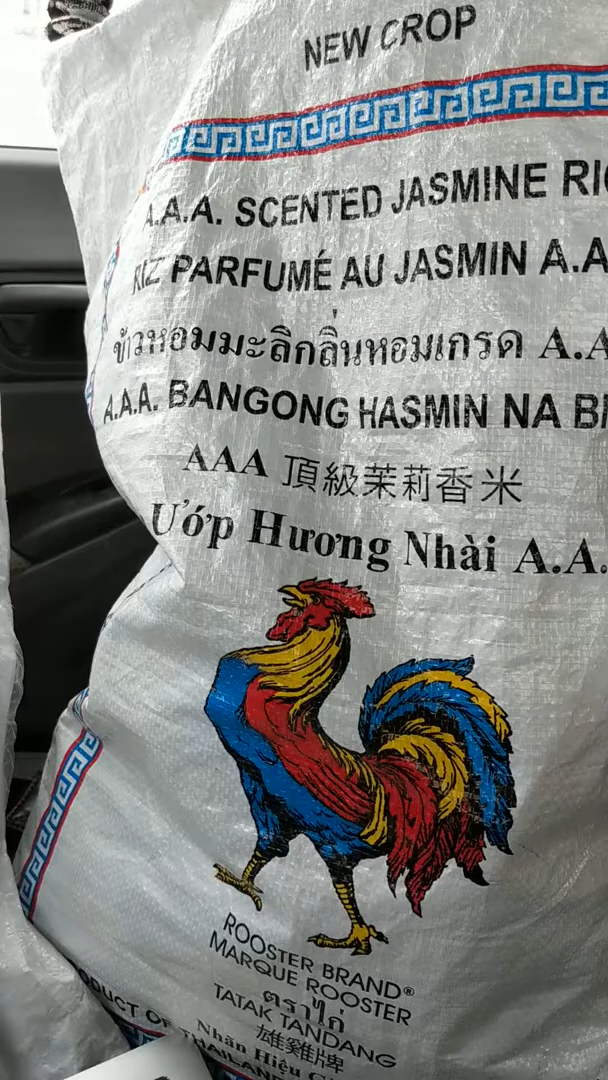 NEW CROP
A.A.A. SCENTED JASMINE
RIZ PARFUMÉ AU JASMIN A.A
ข้าวหอมมะลิกลิ่นหอมเกรด A.A
A.A.A. BANGONG HASMIN NA
AAA 頂級茉莉香米
Ướp Hương Nhài A.A.
ROOSTER BRAND®
MARQUE ROOSTER
ตราไก่
TATAK TANDANG
雄雞牌
Nhãn Hiệu
OF THAILAND